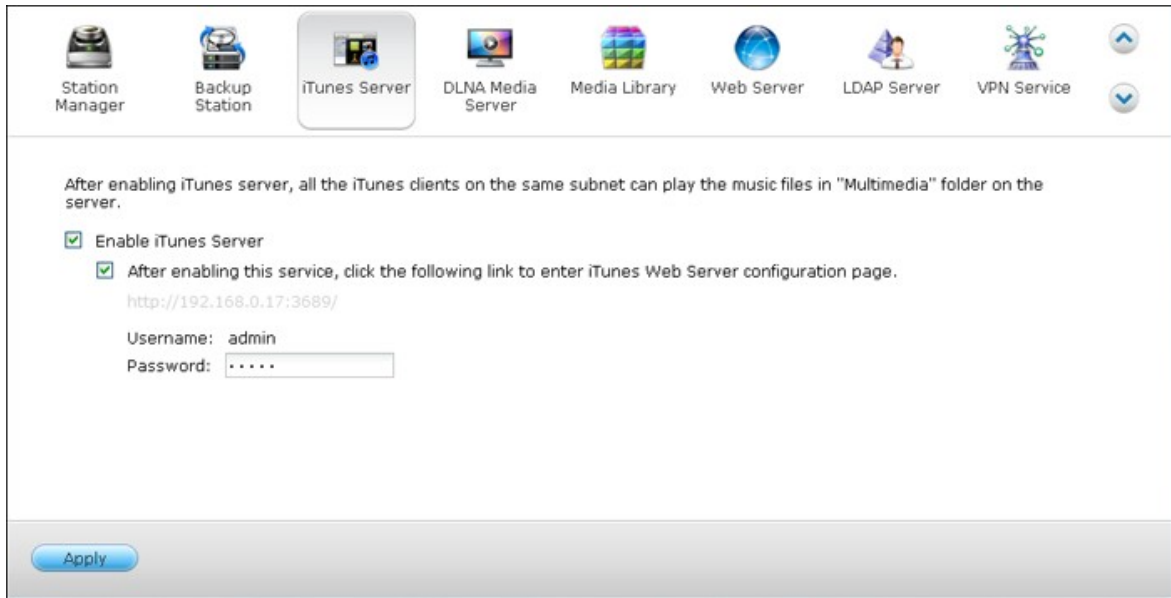 Station Manager
Backup Station
iTunes Server
DLNA Media Server
Media Library
Web Server
LDAP Server
VPN Service
After enabling iTunes server, all the iTunes clients on the same subnet can play the music files in "Multimedia" folder on the
server.
Enable iTunes Server
After enabling this service, click the following link to enter iTunes Web Server configuration page.
http://192.168.0.17:3689/
Username: admin
Password: •••••
Apply